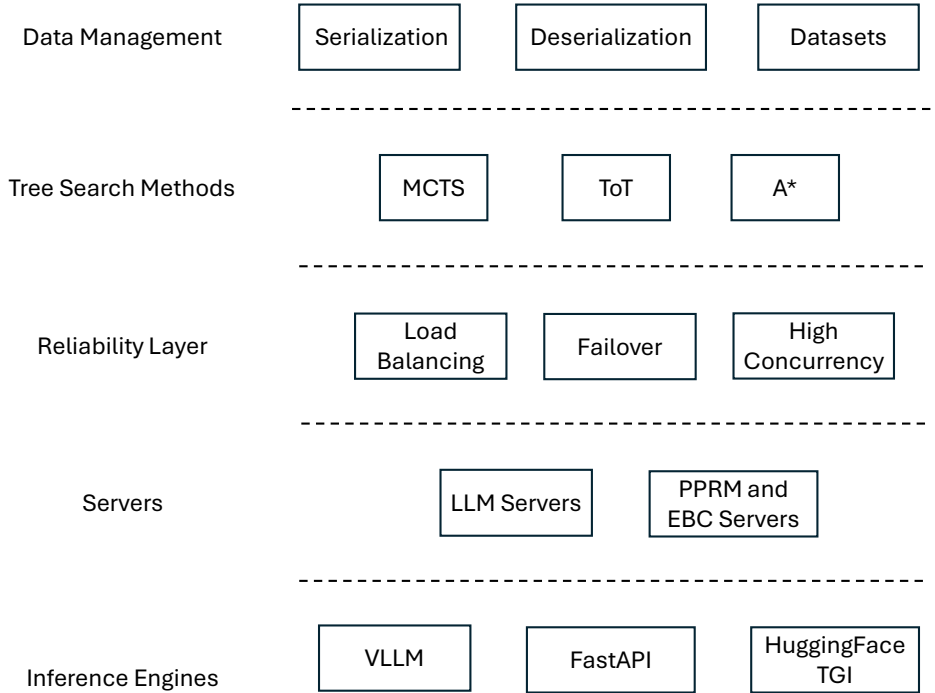 Data Management
Serialization
Deserialization
Datasets
Tree Search Methods
MCTS
ToT
A*
Reliability Layer
Load
Balancing
Failover
High
Concurrency
Servers
LLM Servers
PPRM and
EBC Servers
Inference Engines
VLLM
FastAPI
HuggingFace
TGI